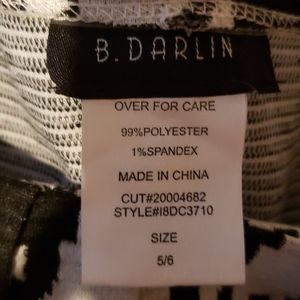 B. DARLIN
OVER FOR CARE
99%POLYESTER
1%SPANDEX
MADE IN CHINA
CUT#20004682
STYLE#I8DC3710
SIZE
5/6